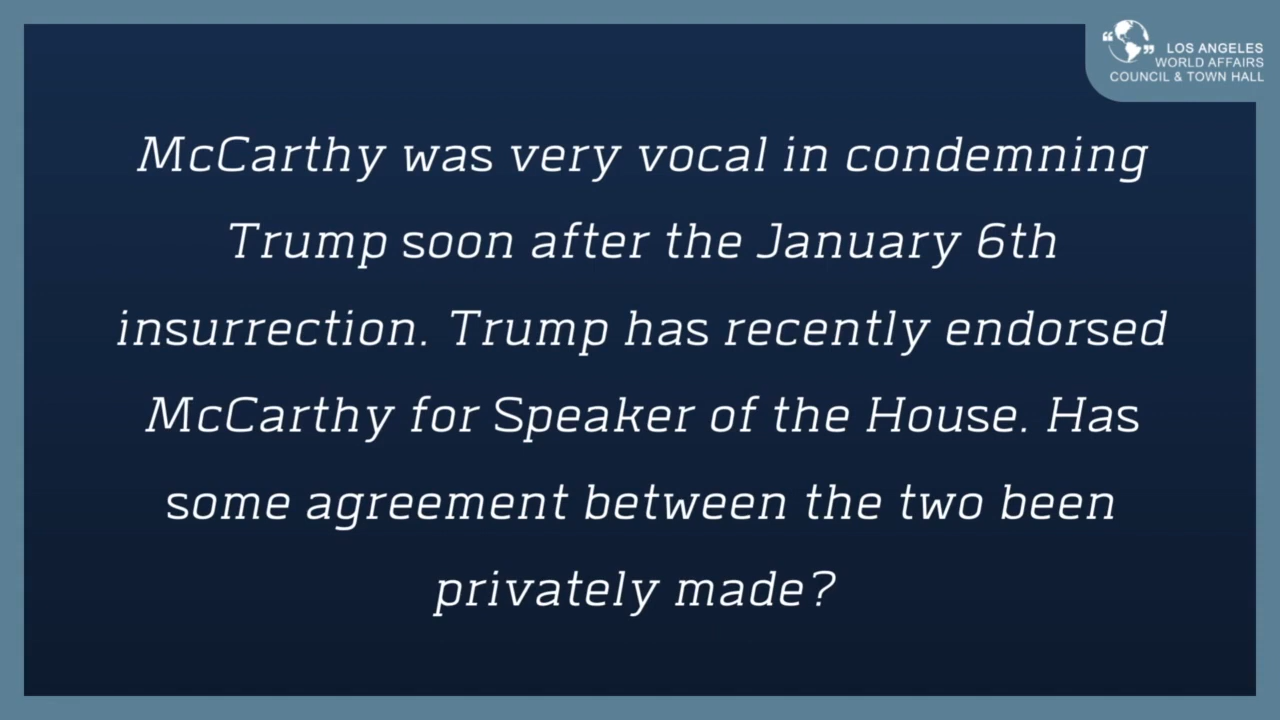 LOS ANGELES
WORLD AFFAIRS
COUNCIL & TOWN HALL
McCarthy was very vocal in condemning
Trump soon after the January 6th
insurrection. Trump has recently endorsed
McCarthy for Speaker of the House. Has
some agreement between the two been
privately made?